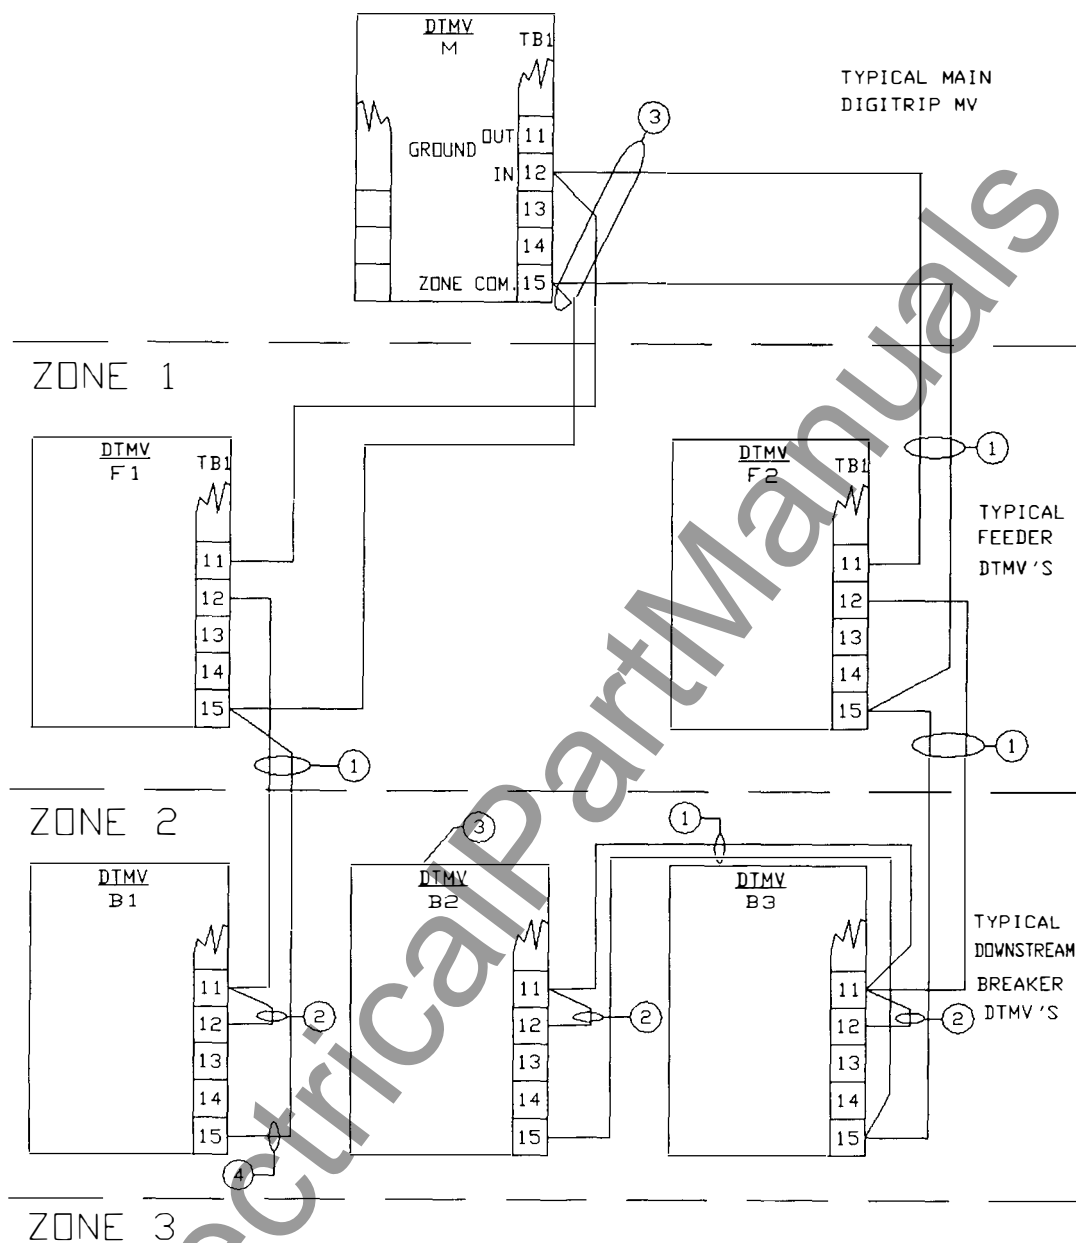 DTMV
M
TB1
TYPICAL MAIN
DIGITRIP MV
3
OUT 11
GROUND
IN 12
13
14
ZONE COM. 15
ZONE 1
DTMV
F1
TB1
11
12
13
14
15
1
DTMV
F2
TB1
11
12
13
14
15
1
1
TYPICAL
FEEDER
DTMV'S
ZONE 2
3
1
DTMV
B1
11
12
13
14
15
2
4
DTMV
B2
11
12
13
14
15
2
DTMV
B3
11
12
13
14
15
2
TYPICAL
DOWNSTREAM
BREAKER
DTMV'S
ZONE 3
ectricalPartManuals